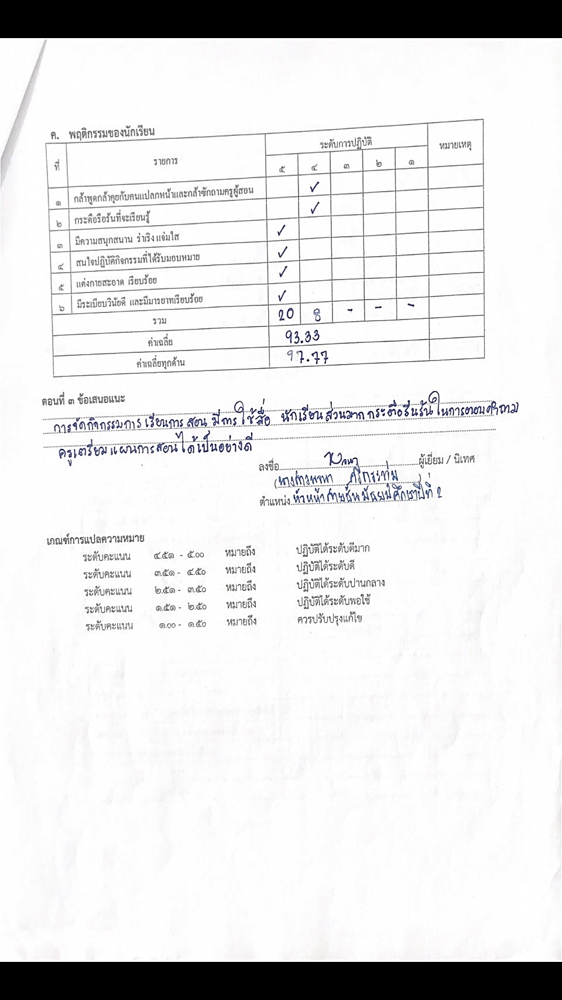 ค. พฤติกรรมของนักเรียน
ที่ รายการ ระดับการปฏิบัติ หมายเหตุ
๕ ๔ ๓ ๒ ๑
๑ กล้าพูดกล้าคุยกับคนแปลกหน้าและกล้าซักถามครูผู้สอน ✓
๒ กระตือรือร้นที่จะเรียนรู้ ✓
๓ มีความสนุกสนาน ร่าเริง แจ่มใส ✓
๔ สนใจปฏิบัติกิจกรรมที่ได้รับมอบหมาย ✓
๕ แต่งกายสะอาด เรียบร้อย ✓
๖ มีระเบียบวินัยดี และมีมารยาทเรียบร้อย ✓
รวม 20 8 - - -
ค่าเฉลี่ย 93.33
ค่าเฉลี่ยทุกด้าน 97.77
ตอนที่ ๓ ข้อเสนอแนะ
การจัดกิจกรรมการเรียนการสอน มีการใช้สื่อ นักเรียนส่วนมากกระตือรืนร้นในการตอบคำถาม
ครูเตรียมแผนการสอนได้เป็นอย่างดี
ลงชื่อ ผู้เยี่ยม / นิเทศ
(นางสาวพจนา ศรีกระทุ่ม
ตำแหน่ง หัวหน้าสายชั้นมัธยมศึกษาปีที่ 2
เกณฑ์การแปลความหมาย
ระดับคะแนน ๔.๕๑ - ๕.๐๐ หมายถึง ปฏิบัติได้ระดับดีมาก
ระดับคะแนน ๓.๕๑ - ๔.๕๐ หมายถึง ปฏิบัติได้ระดับดี
ระดับคะแนน ๒.๕๑ - ๓.๕๐ หมายถึง ปฏิบัติได้ระดับปานกลาง
ระดับคะแนน ๑.๕๑ - ๒.๕๐ หมายถึง ปฏิบัติได้ระดับพอใช้
ระดับคะแนน ๑.๐๐ - ๑.๕๐ หมายถึง ควรปรับปรุงแก้ไข